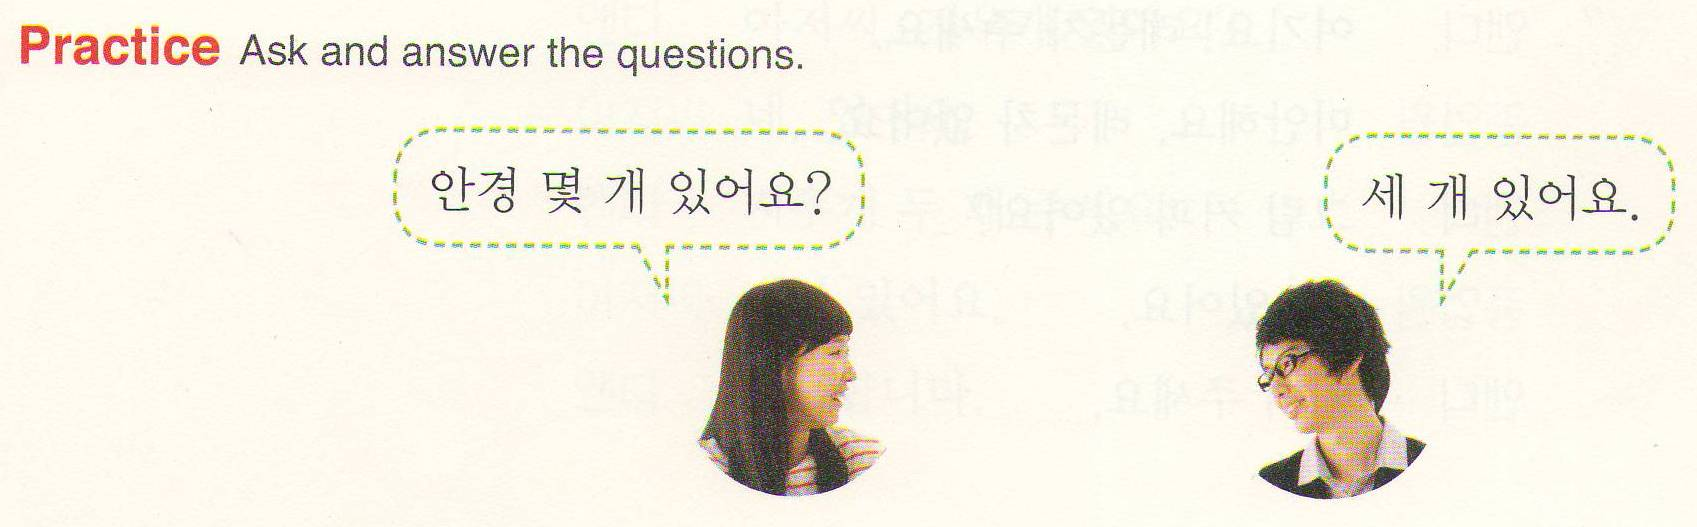 Practice Ask and answer the questions.
안경 몇 개 있어요?
세 개 있어요.